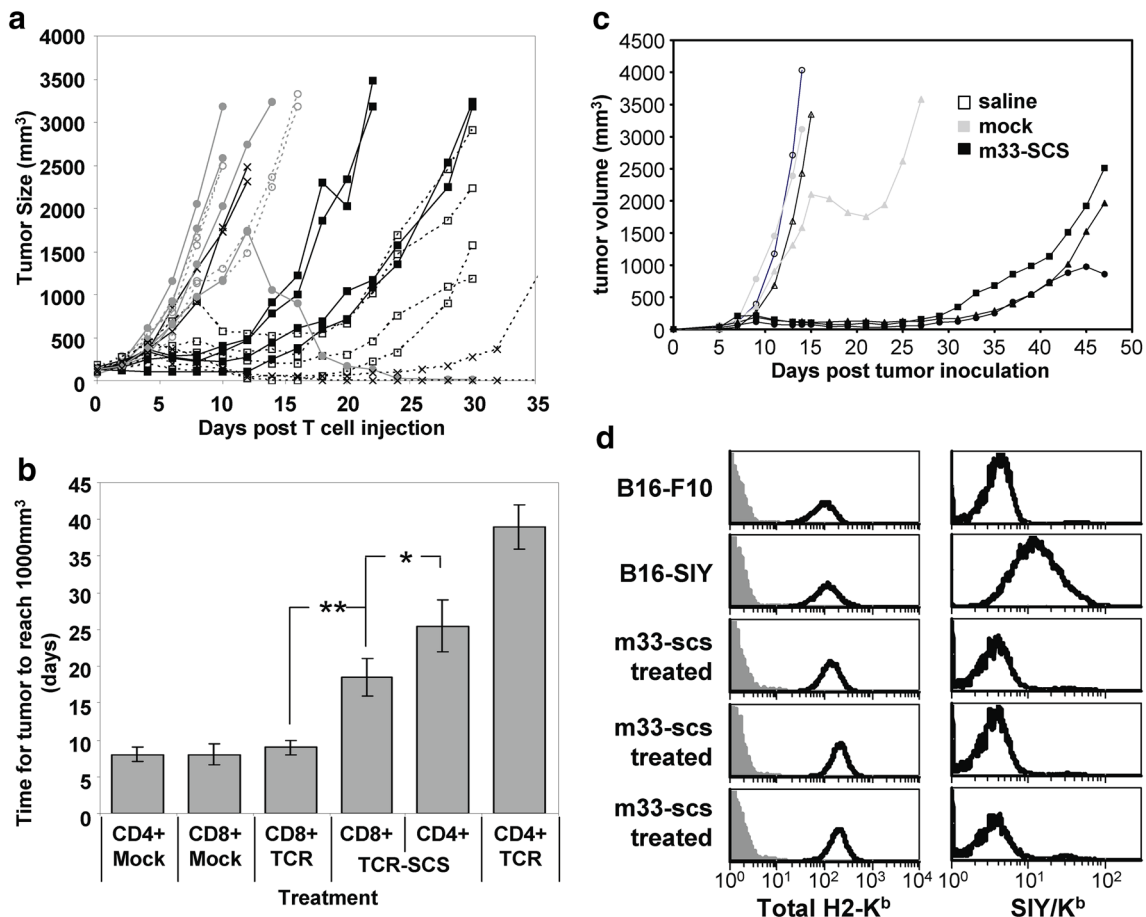 a
4000
3500
3000
2500
2000
1500
1000
500
0
Tumor Size (mm³)
0 5 10 15 20 25 30 35
Days post T cell injection
b
45
40
35
30
25
20
15
10
5
0
Time for tumor to reach 1000mm³
(days)
**
*
CD4+ CD8+ CD8+ CD8+ CD4+ CD4+
Mock Mock TCR TCR-SCS TCR
Treatment
c
4500
4000
3500
3000
2500
2000
1500
1000
500
0
tumor volume (mm³)
saline
mock
m33-SCS
0 5 10 15 20 25 30 35 40 45 50
Days post tumor inoculation
d
B16-F10
B16-SIY
m33-scs
treated
m33-scs
treated
m33-scs
treated
10⁰ 10¹ 10² 10³ 10⁴ 10⁰ 10¹ 10²
Total H2-Kᵇ SIY/Kᵇ